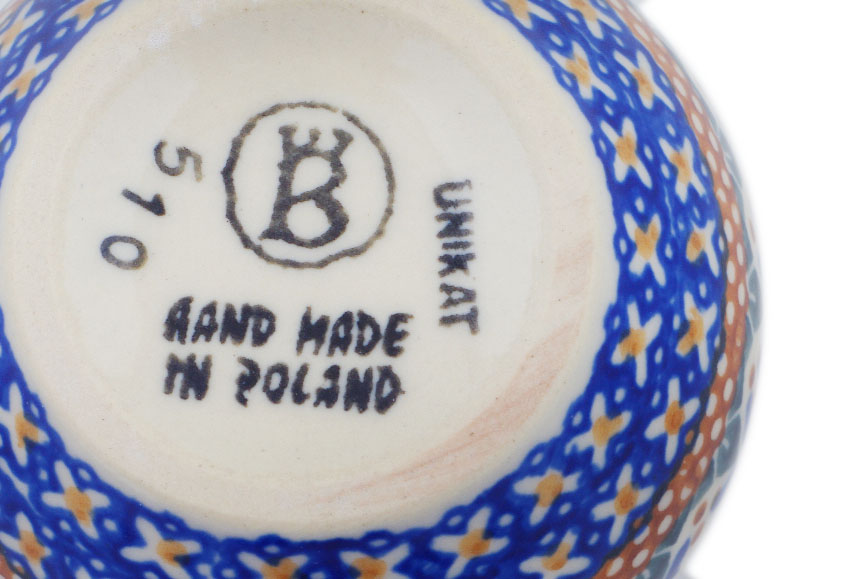 B
510
UNIKAT
HAND MADE
IN POLAND